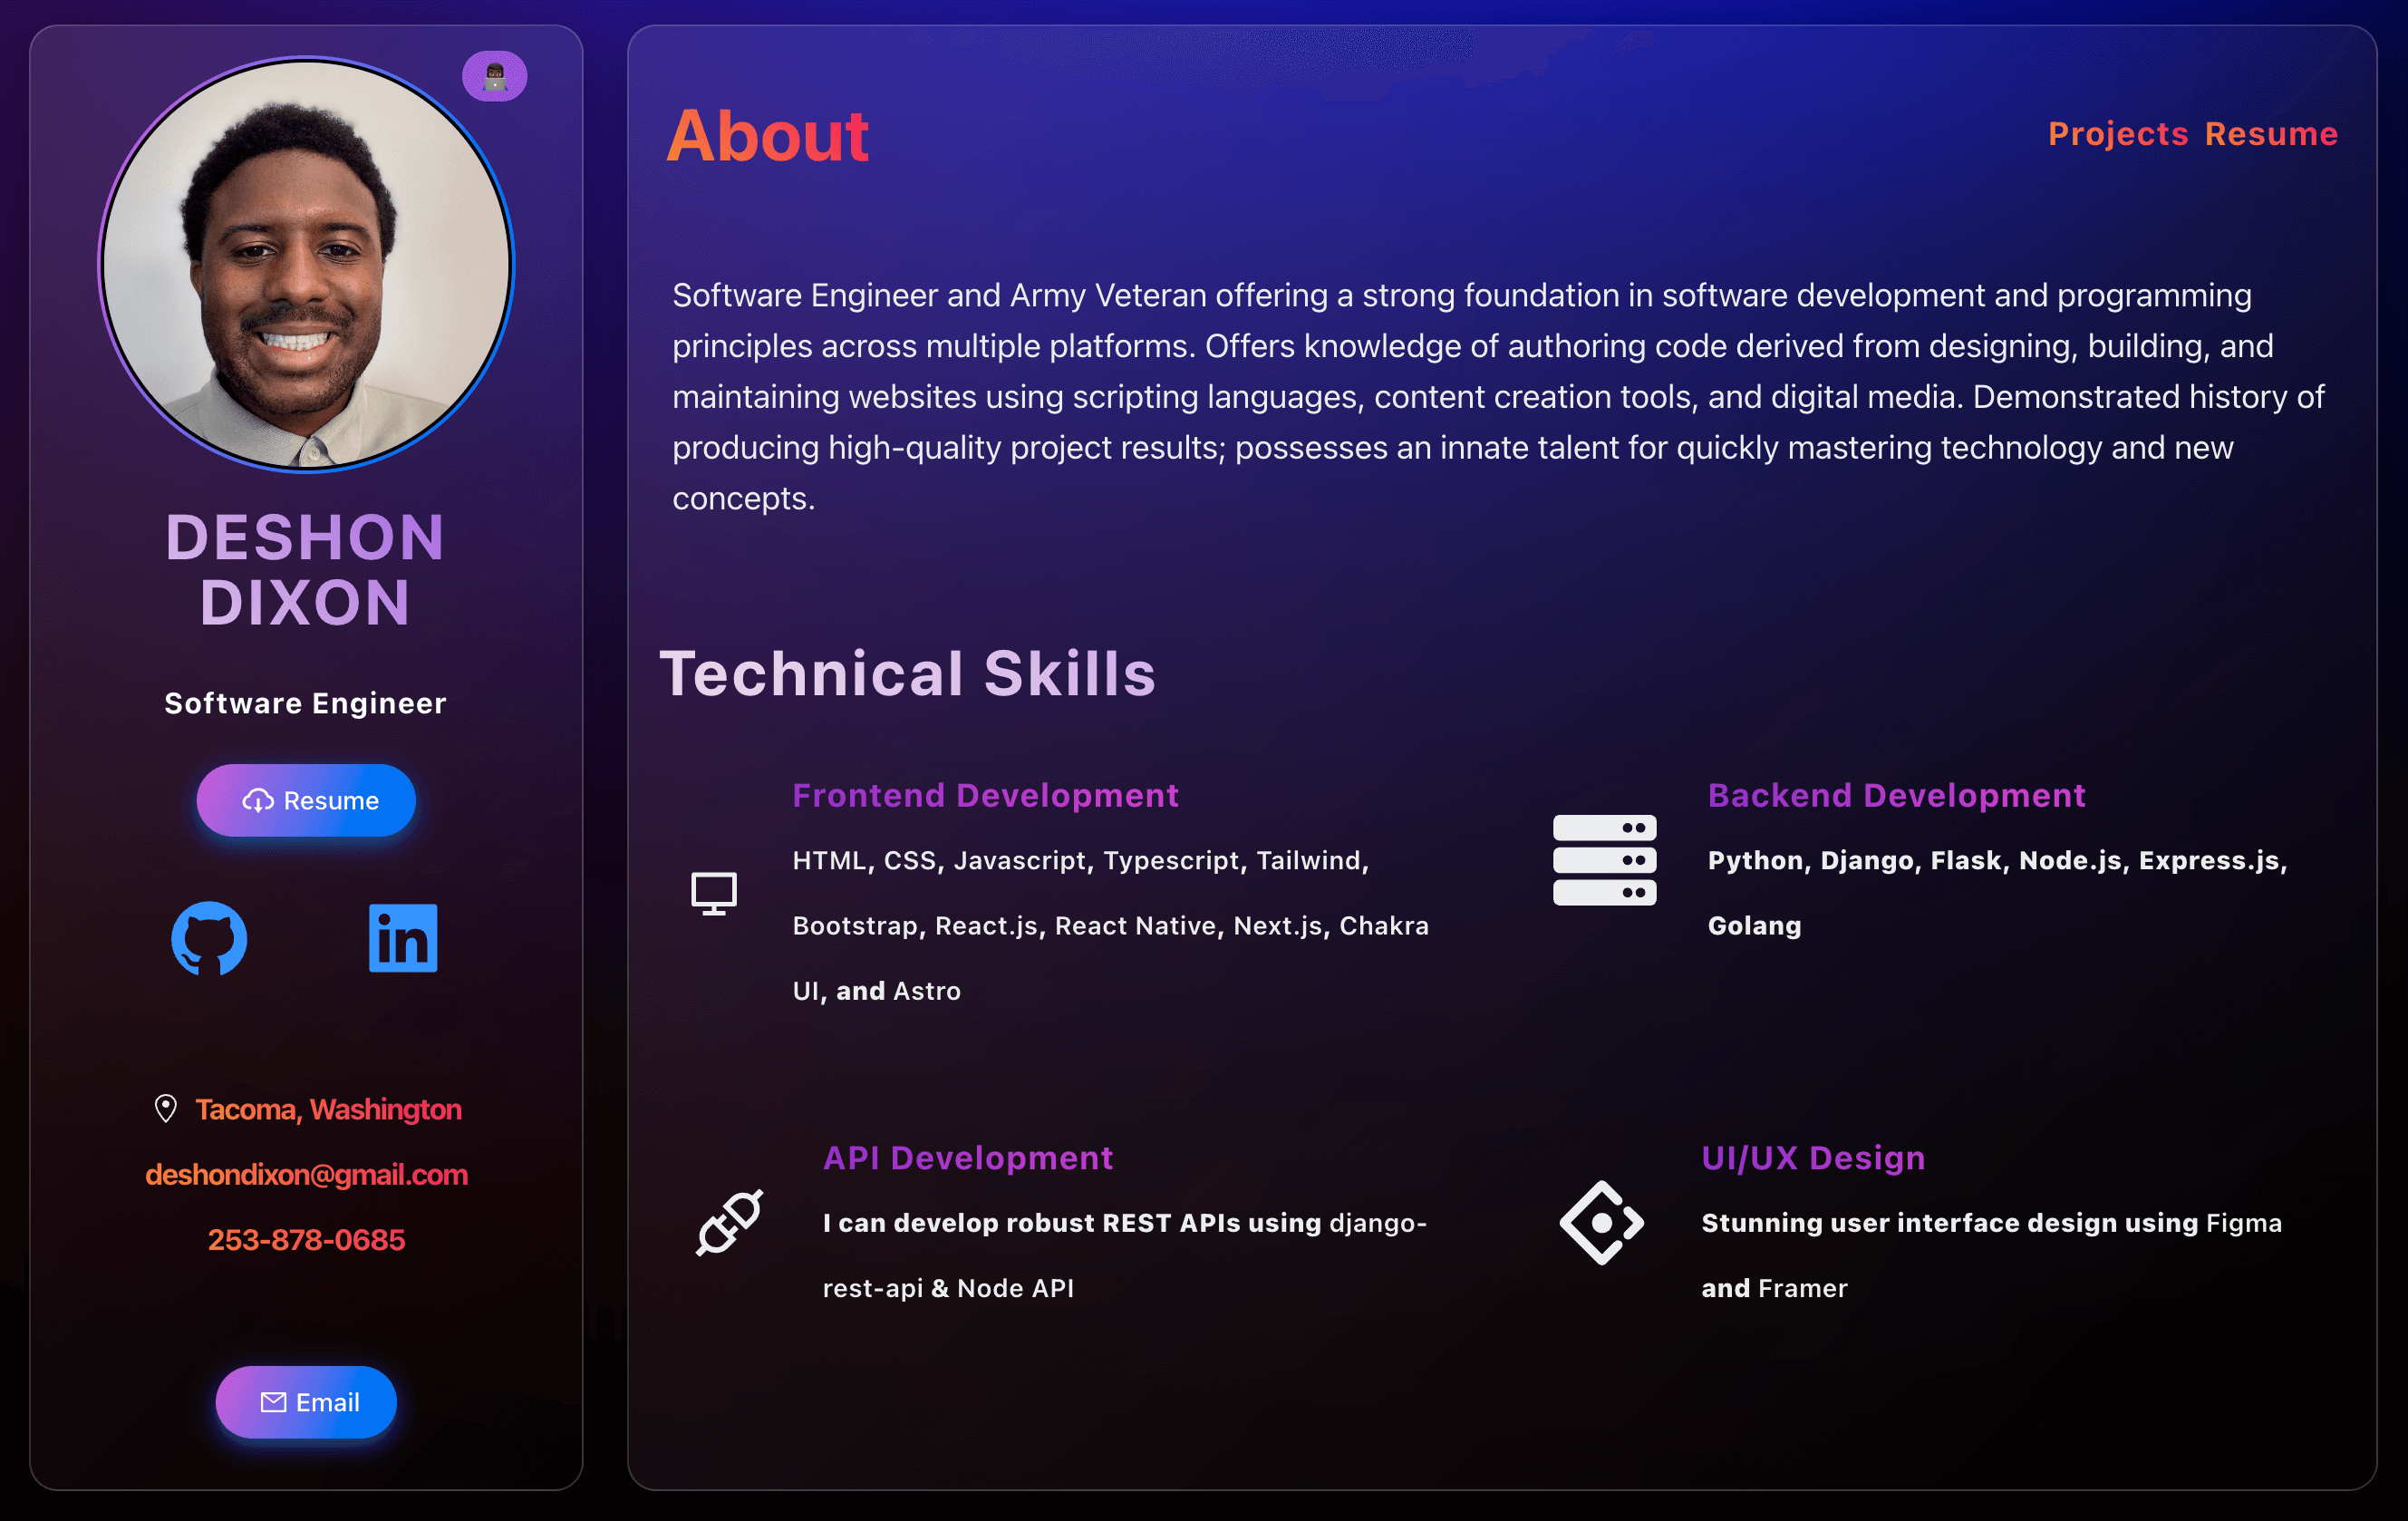 DESHON
DIXON
Software Engineer
Resume
in
Tacoma, Washington
deshondixon@gmail.com
253-878-0685
Email
About
Projects Resume
Software Engineer and Army Veteran offering a strong foundation in software development and programming
principles across multiple platforms. Offers knowledge of authoring code derived from designing, building, and
maintaining websites using scripting languages, content creation tools, and digital media. Demonstrated history of
producing high-quality project results; possesses an innate talent for quickly mastering technology and new
concepts.
Technical Skills
Frontend Development
HTML, CSS, Javascript, Typescript, Tailwind,
Bootstrap, React.js, React Native, Next.js, Chakra
UI, and Astro
Backend Development
Python, Django, Flask, Node.js, Express.js,
Golang
API Development
I can develop robust REST APIs using django-
rest-api & Node API
UI/UX Design
Stunning user interface design using Figma
and Framer